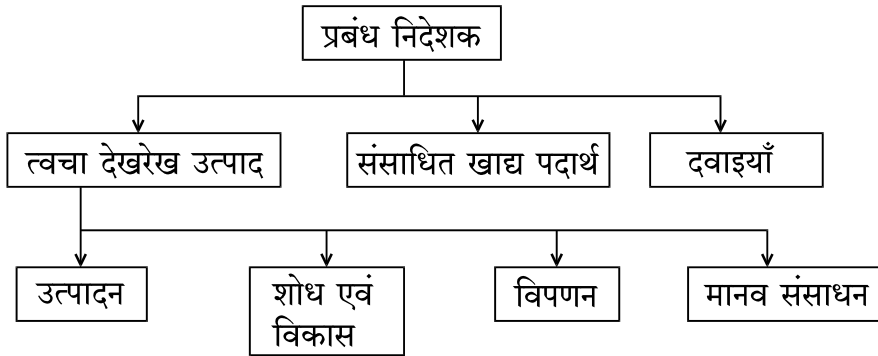 प्रबंध निदेशक
त्वचा देखरेख उत्पाद
संसाधित खाद्य पदार्थ
दवाइयाँ
उत्पादन
शोध एवं
विकास
विपणन
मानव संसाधन